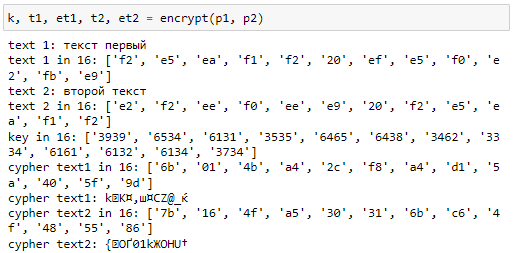 k, t1, et1, t2, et2 = encrypt(p1, p2)
text 1: текст первый
text 1 in 16: ['f2', 'e5', 'ea', 'f1', 'f2', '20', 'ef', 'e5', 'f0', 'e
2', 'fb', 'e9']
text 2: второй текст
text 2 in 16: ['e2', 'f2', 'ee', 'f0', 'ee', 'e9', '20', 'f2', 'e5', 'e
a', 'f1', 'f2']
key in 16: ['3939', '6534', '6131', '3535', '6465', '6438', '3462', '33
34', '6161', '6132', '6134', '3734']
cypher text1 in 16: ['6b', '01', '4b', 'a4', '2c', 'f8', 'a4', 'd1', '5
a', '40', '5f', '9d']
cypher text1: kK¤,ш¤СZ@_ќ
cypher text2 in 16: ['7b', '16', '4f', 'a5', '30', '31', '6b', 'c6', '4
f', '48', '55', '86']
cypher text2: {OҐ01kЖOHU†